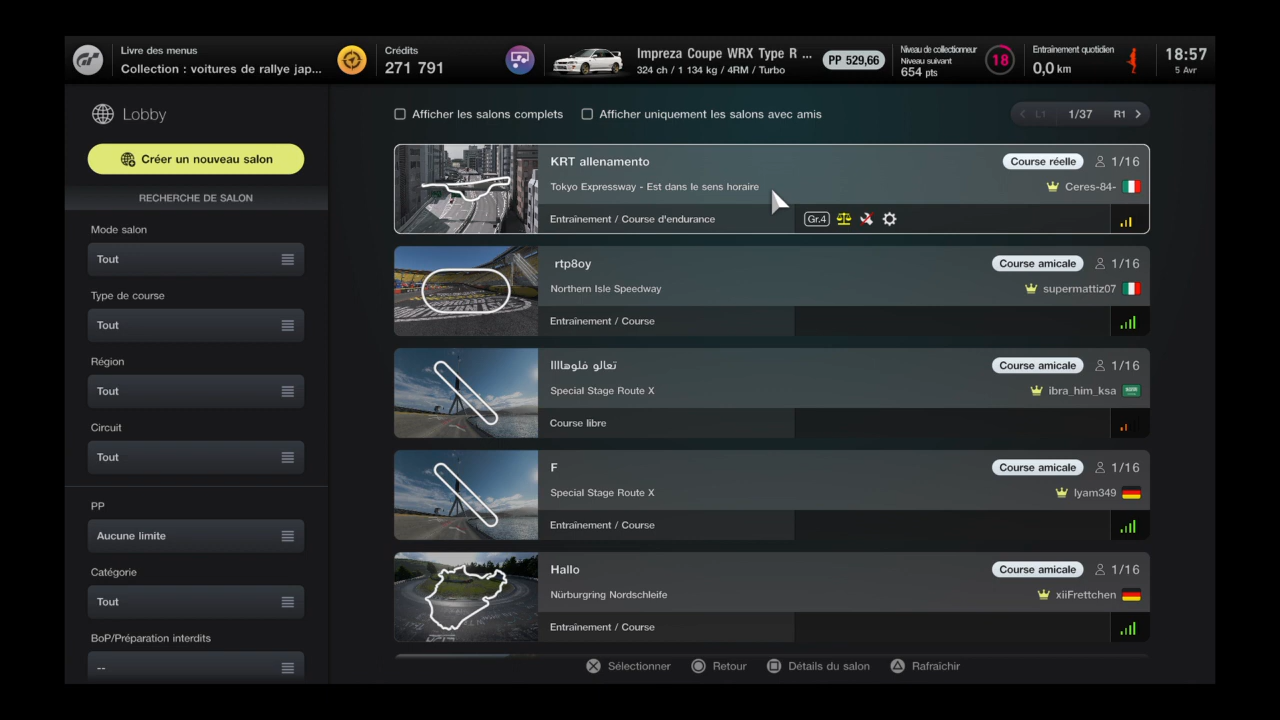 Livre des menus
Collection : voitures de rallye jap...
Crédits
271 791
Impreza Coupe WRX Type R ...
324 ch / 1 134 kg / 4RM / Turbo
PP 529,66
Niveau de collectionneur
Niveau suivant
654 pts
18
Entraînement quotidien
0,0 km
18:57
5 Avr
Lobby
Afficher les salons complets
Afficher uniquement les salons avec amis
L1 1/37 R1
Créer un nouveau salon
RECHERCHE DE SALON
Mode salon
Tout
Type de course
Tout
Région
Tout
Circuit
Tout
PP
Aucune limite
Catégorie
Tout
BoP/Préparation interdits
--
KRT allenamento
Course réelle 1/16
Tokyo Expressway - Est dans le sens horaire
Ceres-84-
Entraînement / Course d'endurance
Gr.4
rtp8oy
Course amicale 1/16
Northern Isle Speedway
supermattiz07
Entraînement / Course
تعالو فلوهاااا
Course amicale 1/16
Special Stage Route X
ibra_him_ksa
Course libre
F
Course amicale 1/16
Special Stage Route X
lyam349
Entraînement / Course
Hallo
Course amicale 1/16
Nürburgring Nordschleife
xiiFrettchen
Entraînement / Course
Sélectionner
Retour
Détails du salon
Rafraîchir